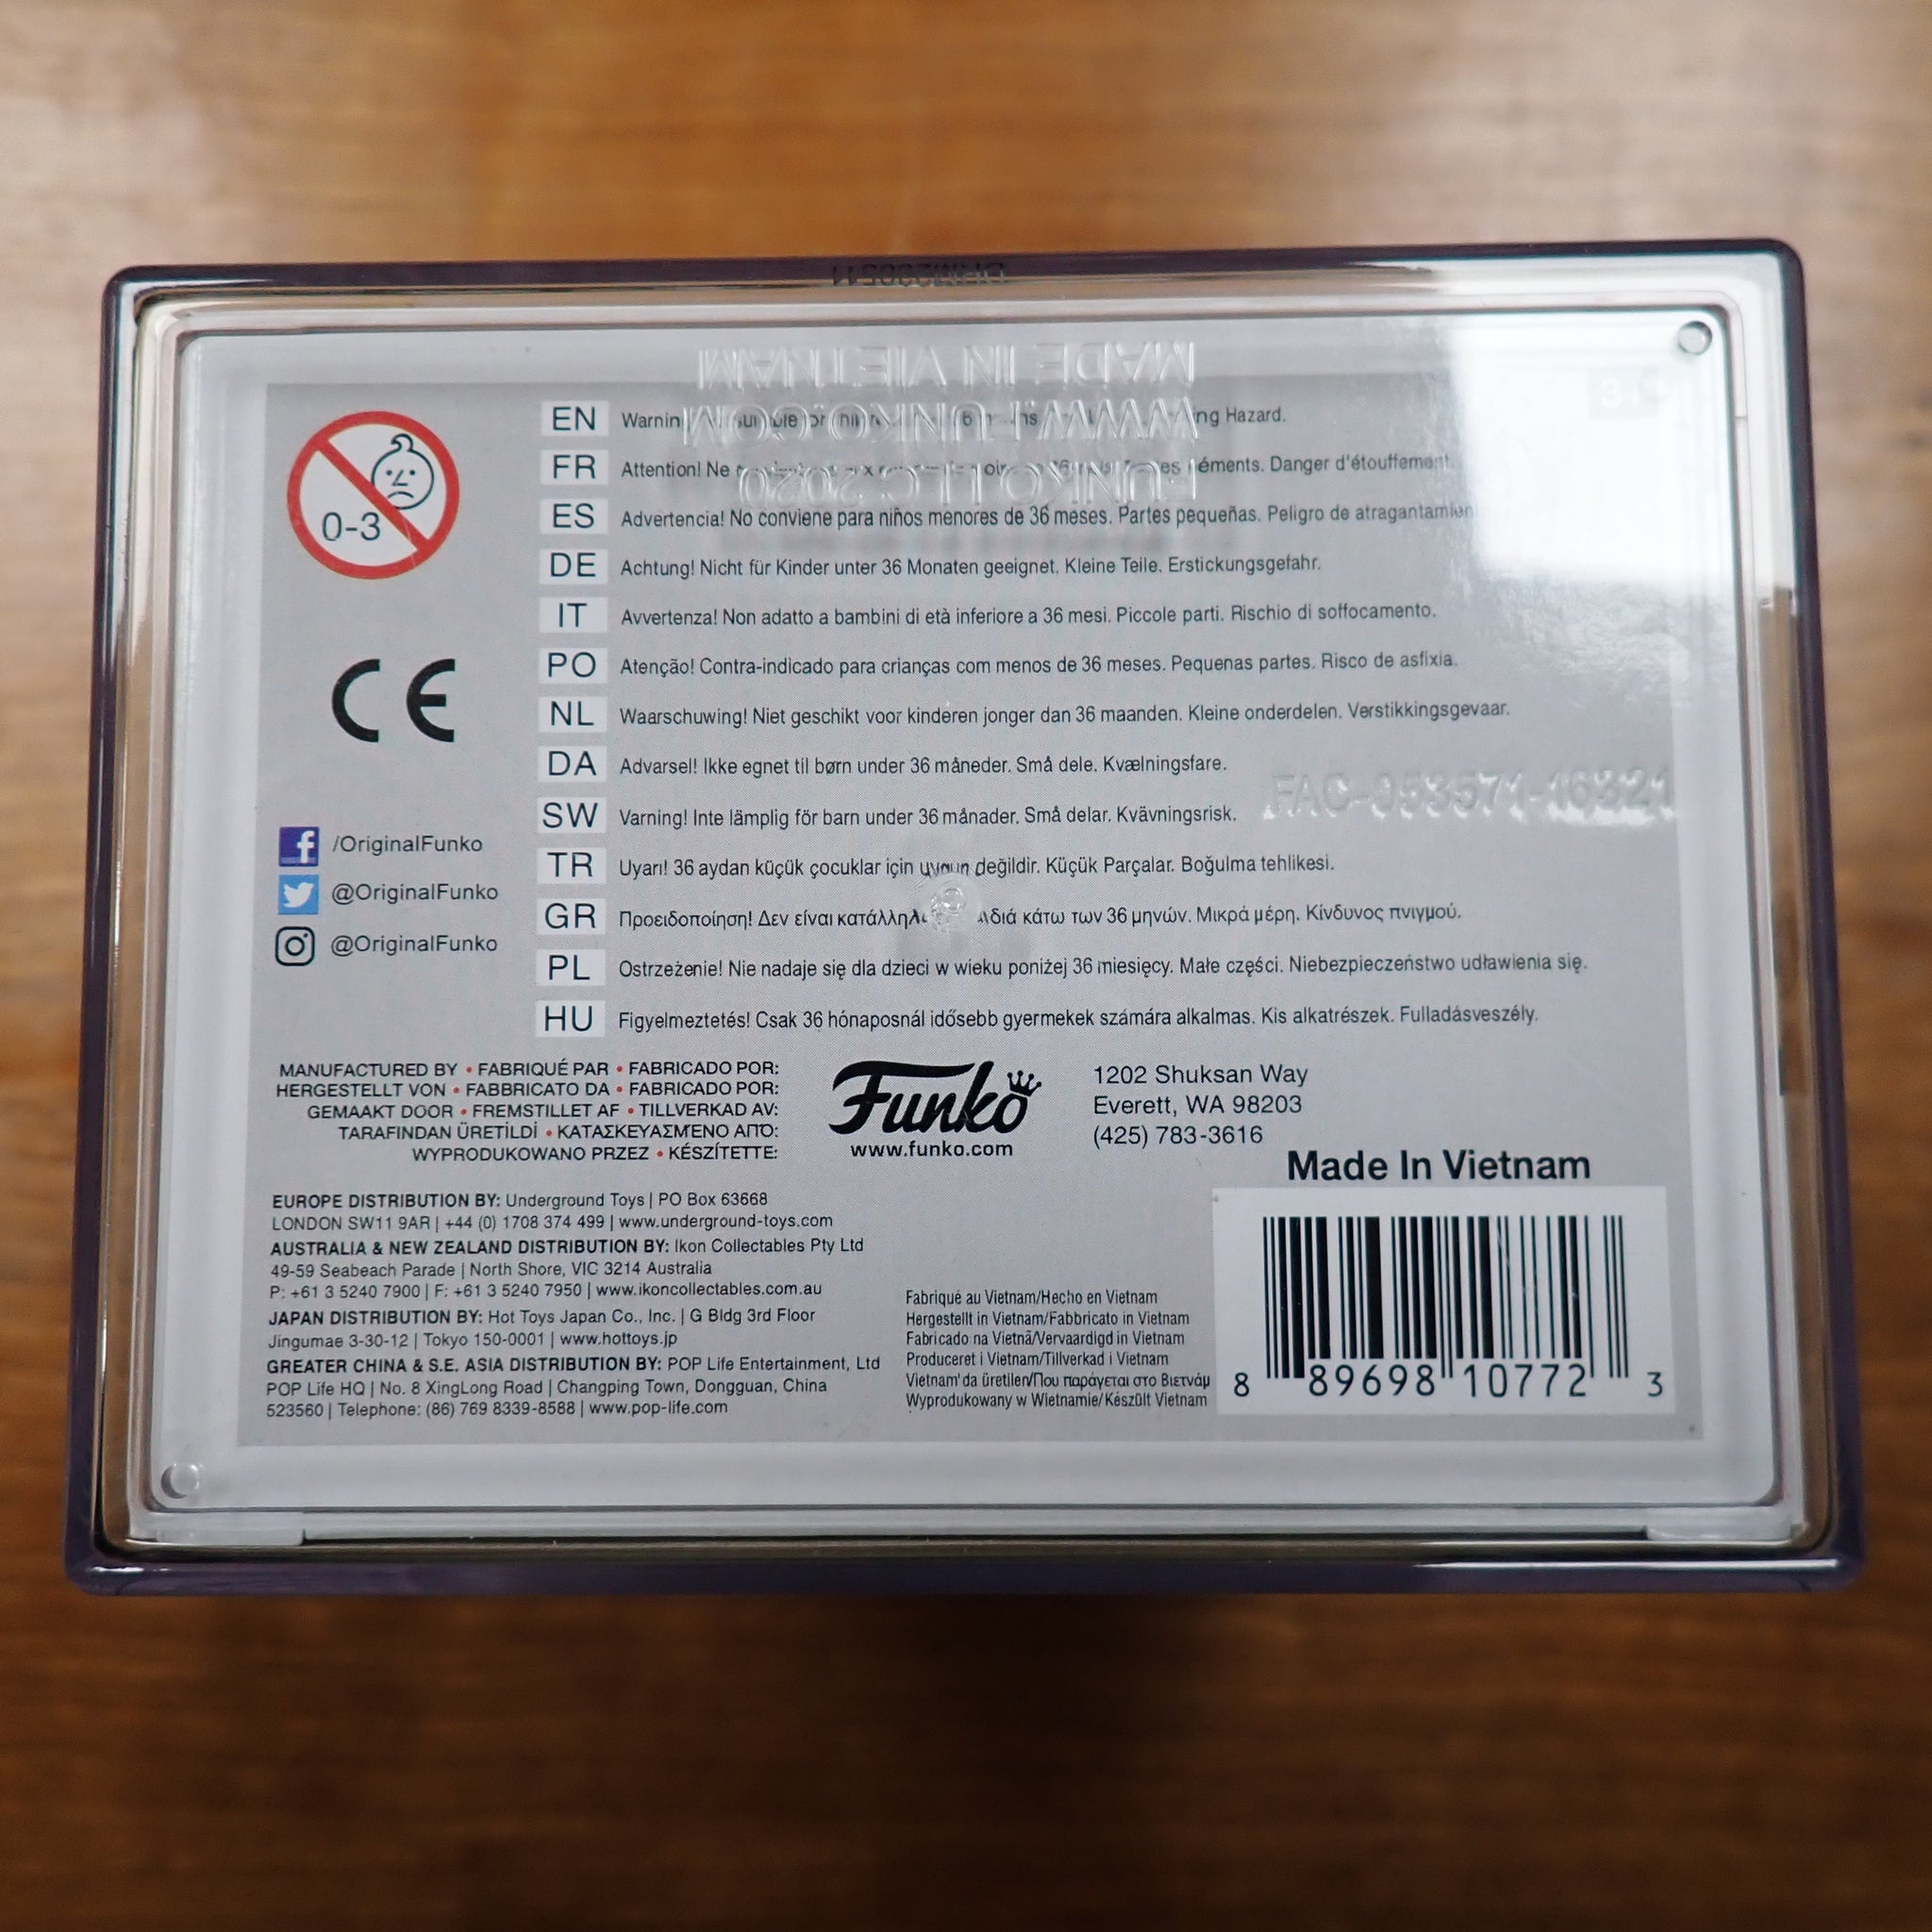 MADE IN VIETNAM
WWW.FUNKO.COM
FUNKO LLC 2020
0-3
EN Hazard.
FR Attention! Ne éments. Danger d'étouffement.
ES Advertencia! No conviene para niños menores de 36 meses. Partes pequeñas. Peligro de
DE Achtung! Nicht für Kinder unter 36 Monaten geeignet. Kleine Teile. Erstickungsgefahr.
IT Avvertenza! Non adatto a bambini di età inferiore a 36 mesi. Piccole parti. Rischio di soffocamento.
PO Atenção! Contra-indicado para crianças com menos de 36 meses. Pequenas partes. Risco de asfixia.
CE
NL Waarschuwing! Niet geschikt voor kinderen jonger dan 36 maanden. Kleine onderdelen. Verstikkingsgevaar.
DA Advarsel! Ikke egnet til børn under 36 måneder. Små dele. Kvælningsfare.
FAC-953571-16321
SW Varning! Inte lämplig för barn under 36 månader. Små delar. Kvävningsrisk.
/OriginalFunko
@OriginalFunko
@OriginalFunko
TR Uyarı! 36 aydan küçük çocuklar için uygun değildir. Küçük Parçalar. Boğulma tehlikesi.
GR Προειδοποίηση! Δεν είναι κάτω των 36 μηνών. Μικρά μέρη. Κίνδυνος πνιγμού.
PL Ostrzeżenie! Nie nadaje się dla dzieci w wieku poniżej 36 miesięcy. Małe części. Niebezpieczeństwo udławienia się.
HU Figyelmeztetés! Csak 36 hónaposnál idősebb gyermekek számára alkalmas. Kis alkatrészek. Fulladásveszély.
MANUFACTURED BY • FABRIQUÉ PAR • FABRICADO POR:
HERGESTELLT VON • FABBRICATO DA • FABRICADO POR:
GEMAAKT DOOR • FREMSTILLET AF • TILLVERKAD AV:
TARAFINDAN ÜRETİLDİ • ΚΑΤΑΣΚΕΥΑΣΜΈΝΟ ΑΠΌ:
WYPRODUKOWANO PRZEZ • KÉSZÍTETTE:
Funko
www.funko.com
1202 Shuksan Way
Everett, WA 98203
(425) 783-3616
Made In Vietnam
EUROPE DISTRIBUTION BY: Underground Toys | PO Box 63668
LONDON SW11 9AR | +44 (0) 1708 374 499 | www.underground-toys.com
AUSTRALIA & NEW ZEALAND DISTRIBUTION BY: Ikon Collectables Pty Ltd
49-59 Seabeach Parade | North Shore, VIC 3214 Australia
P: +61 3 5240 7900 | F: +61 3 5240 7950 | www.ikoncollectables.com.au
JAPAN DISTRIBUTION BY: Hot Toys Japan Co., Inc. | G Bldg 3rd Floor
Jingumae 3-30-12 | Tokyo 150-0001 | www.hottoys.jp
GREATER CHINA & S.E. ASIA DISTRIBUTION BY: POP Life Entertainment, Ltd
POP Life HQ | No. 8 XingLong Road | Changping Town, Dongguan, China
523560 | Telephone: (86) 769 8339-8588 | www.pop-life.com
Fabriqué au Vietnam/Hecho en Vietnam
Hergestellt in Vietnam/Fabbricato in Vietnam
Fabricado na Vietnã/Vervaardigd in Vietnam
Produceret i Vietnam/Tillverkad i Vietnam
Vietnam'da üretilen/Που παράγεται στο Βιετνάμ
Wyprodukowany w Wietnamie/Készült Vietnam
8 89698 10772 3